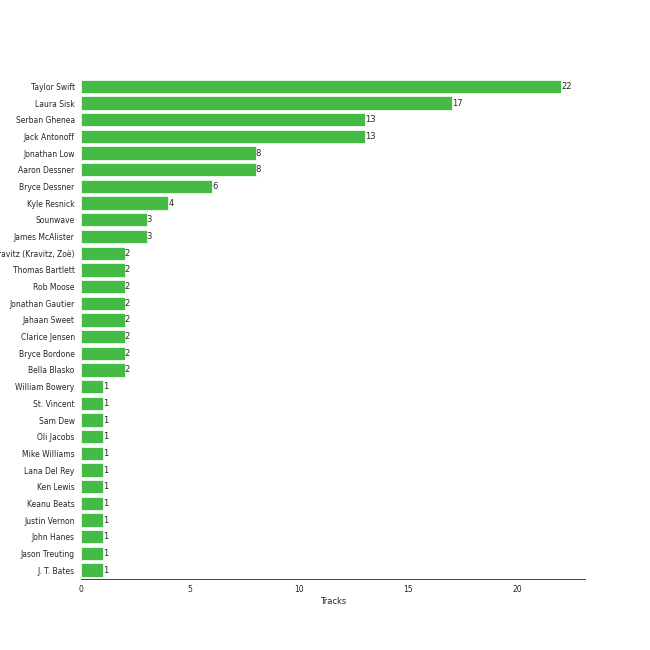 Taylor Swift 22
Laura Sisk 17
Serban Ghenea 13
Jack Antonoff 13
Jonathan Low 8
Aaron Dessner 8
Bryce Dessner 6
Kyle Resnick 4
Sounwave 3
James McAlister 3
ravitz (Kravitz, Zoë) 2
Thomas Bartlett 2
Rob Moose 2
Jonathan Gautier 2
Jahaan Sweet 2
Clarice Jensen 2
Bryce Bordone 2
Bella Blasko 2
William Bowery 1
St. Vincent 1
Sam Dew 1
Oli Jacobs 1
Mike Williams 1
Lana Del Rey 1
Ken Lewis 1
Keanu Beats 1
Justin Vernon 1
John Hanes 1
Jason Treuting 1
J. T. Bates 1
0 5 10 15 20
Tracks